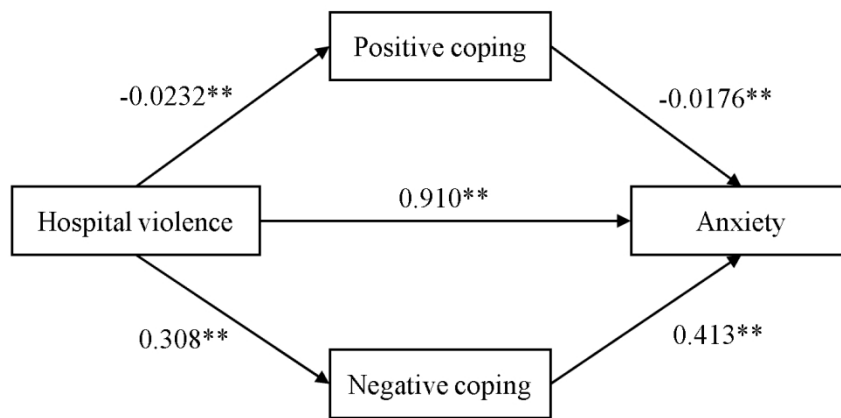 Positive coping
-0.0232**
-0.0176**
0.910**
Hospital violence
Anxiety
0.308**
0.413**
Negative coping